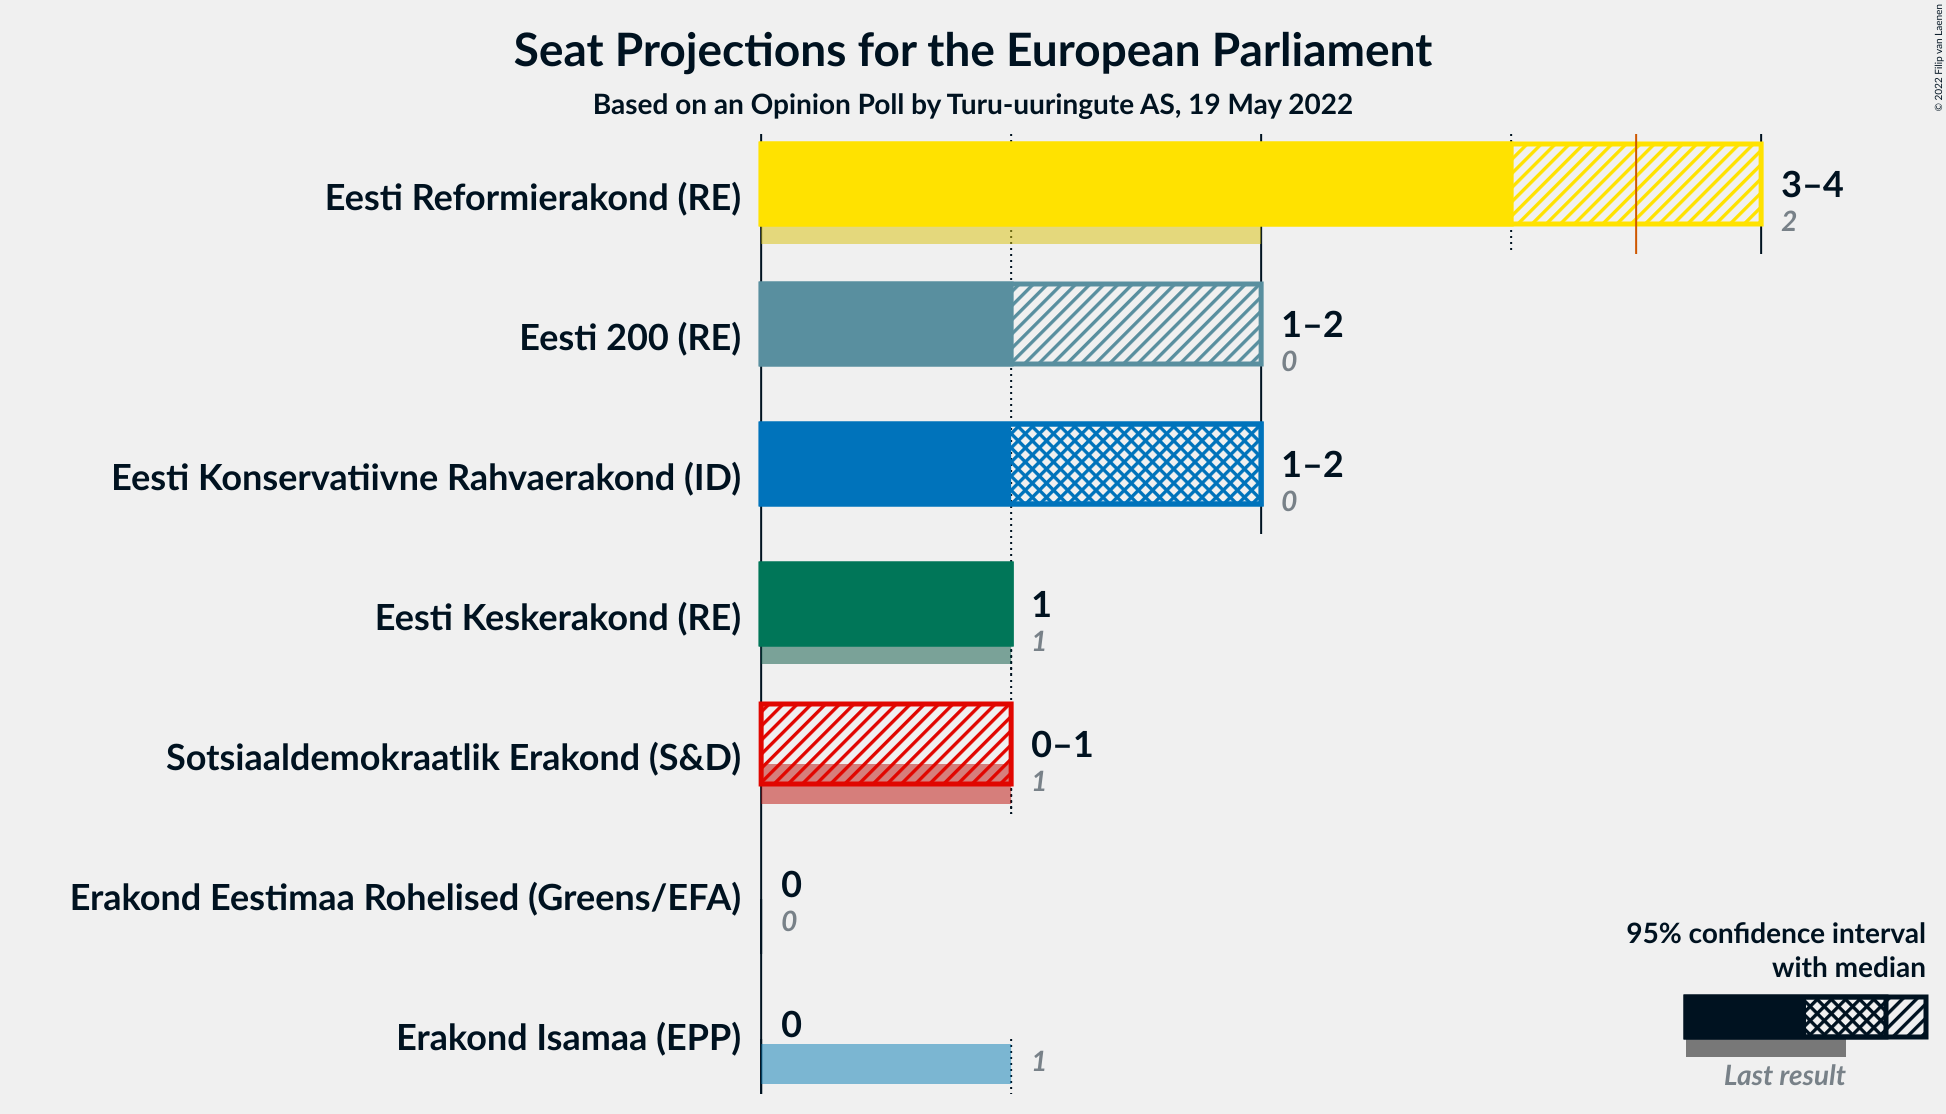 Seat Projections for the European Parliament
Based on an Opinion Poll by Turu-uuringute AS, 19 May 2022
© 2022 Filip van Laenen
Eesti Reformierakond (RE)
3–4
2
Eesti 200 (RE)
1–2
0
Eesti Konservatiivne Rahvaerakond (ID)
1–2
0
Eesti Keskerakond (RE)
1
1
Sotsiaaldemokraatlik Erakond (S&D)
0–1
1
Erakond Eestimaa Rohelised (Greens/EFA)
0
0
Erakond Isamaa (EPP)
0
1
95% confidence interval
with median
Last result